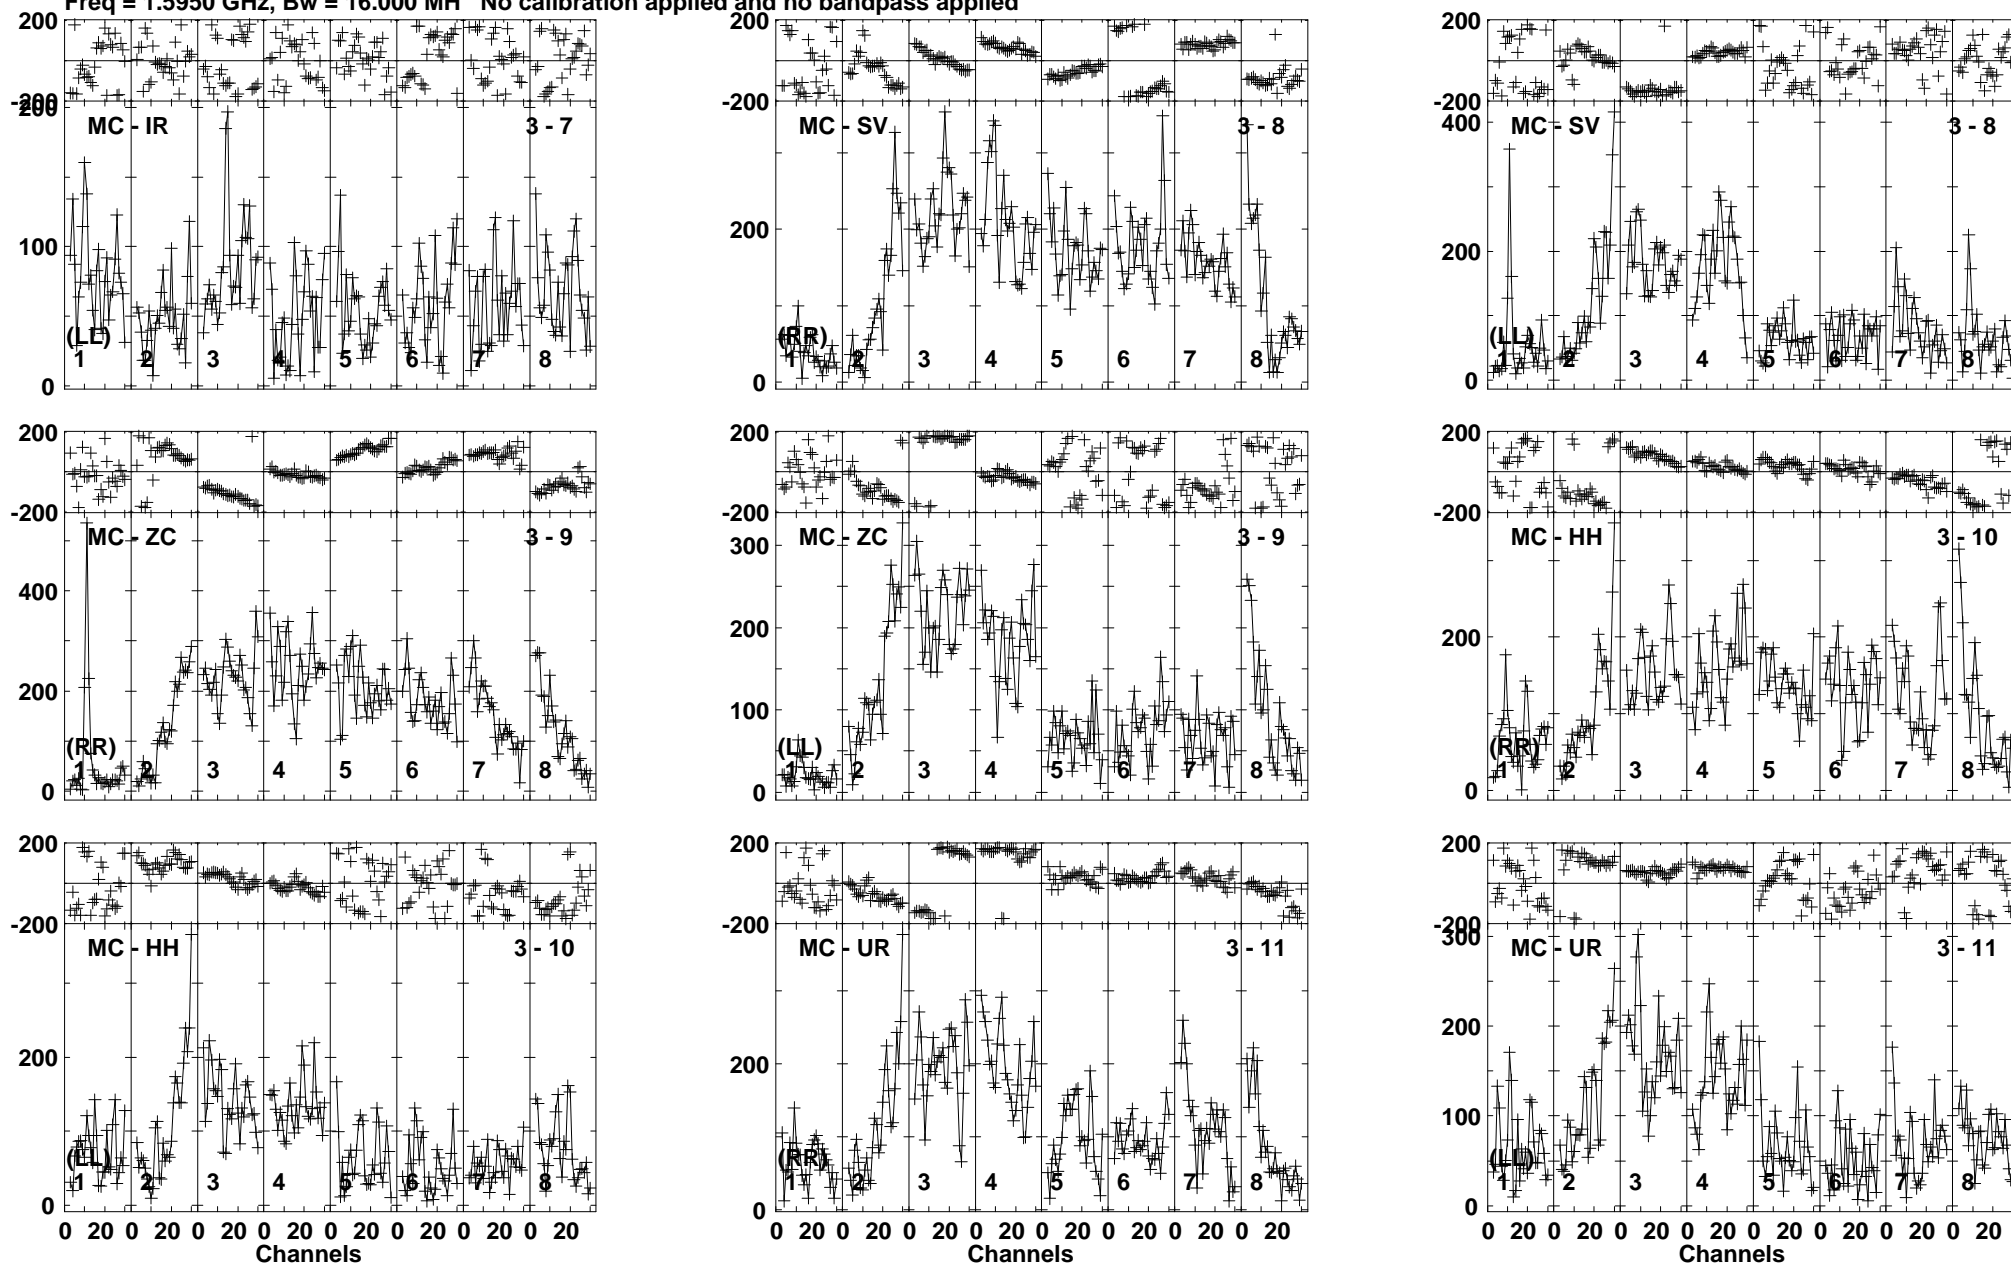 Freq = 1.5950 GHz, Bw = 16.000 MH No calibration applied and no bandpass applied
200 200 200
-200 -200 -200
200 MC - IR 3 - 7 MC - SV 3 - 8 400 MC - SV 3 - 8
100 200 200
(LL) (RR) (LL)
1 2 3 4 5 6 7 8 1 2 3 4 5 6 7 8 1 2 3 4 5 6 7 8
0 0 0
200 200 200
-200 -200 -200
MC - ZC 3 - 9 300 MC - ZC 3 - 9 MC - HH 3 - 10
400 200 200
200 100
(RR) (LL) (RR)
1 2 3 4 5 6 7 8 1 2 3 4 5 6 7 8 1 2 3 4 5 6 7 8
0 0 0
200 200 200
-200 -200 -200
MC - HH 3 - 10 MC - UR 3 - 11 300 MC - UR 3 - 11
200 200 200
100
(LL) (RR) (LL)
1 2 3 4 5 6 7 8 1 2 3 4 5 6 7 8 1 2 3 4 5 6 7 8
0 0 0
0 20 0 20 0 20 0 20 0 20 0 20 0 20 0 20 0 20 0 20 0 20 0 20 0 20 0 20 0 20 0 20 0 20 0 20 0 20 0 20 0 20 0 20 0 20 0 20
Channels Channels Channels